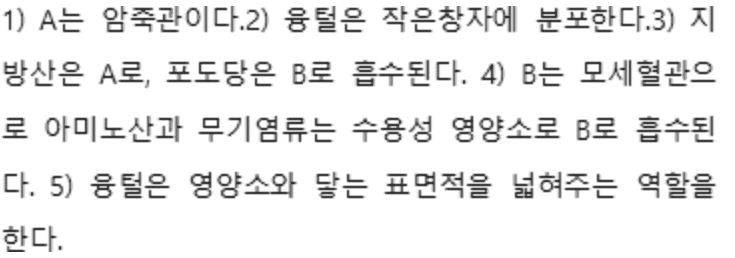 1) A는 암죽관이다.2) 융털은 작은창자에 분포한다.3) 지
방산은 A로, 포도당은 B로 흡수된다. 4) B는 모세혈관으
로 아미노산과 무기염류는 수용성 영양소로 B로 흡수된
다. 5) 융털은 영양소와 닿는 표면적을 넓혀주는 역할을
한다.